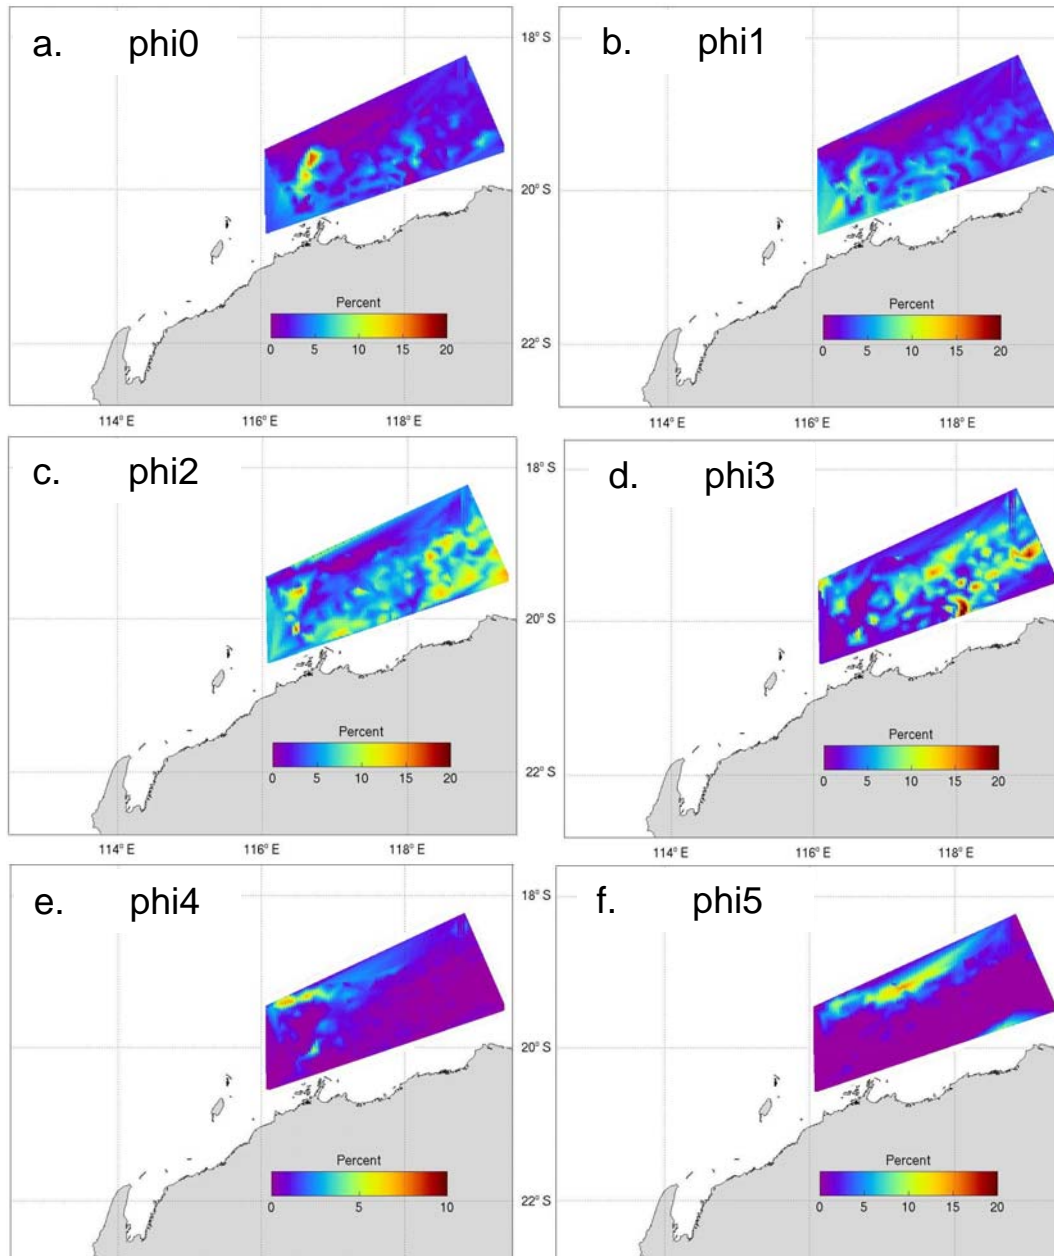 a. phi0
18° S
b. phi1
20° S
Percent
0 5 10 15 20
Percent
0 5 10 15 20
22° S
114° E 116° E 118° E
114° E 116° E 118° E
c. phi2
18° S
d. phi3
20° S
Percent
0 5 10 15 20
Percent
0 5 10 15 20
22° S
114° E 116° E 118° E
114° E 116° E 118° E
e. phi4
18° S
f. phi5
20° S
Percent
0 5 10
Percent
0 5 10 15 20
22° S